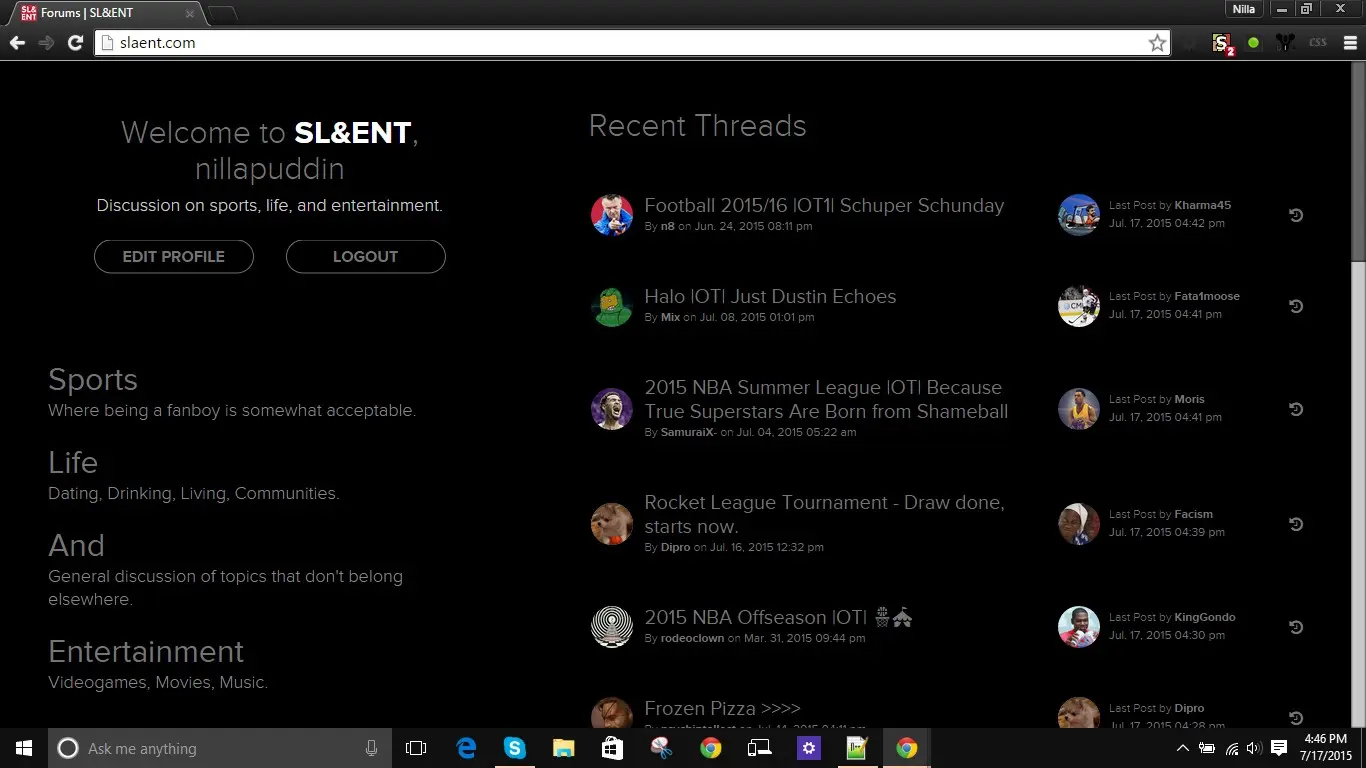 Forums | SL&ENT
Nilla
slaent.com
2
CSS
Welcome to SL&ENT,
nillapuddin
Discussion on sports, life, and entertainment.
EDIT PROFILE
LOGOUT
Sports
Where being a fanboy is somewhat acceptable.
Life
Dating, Drinking, Living, Communities.
And
General discussion of topics that don't belong
elsewhere.
Entertainment
Videogames, Movies, Music.
Recent Threads
Football 2015/16 |OT1| Schuper Schunday
By n8 on Jun. 24, 2015 08:11 pm
Last Post by Kharma45
Jul. 17, 2015 04:42 pm
Halo |OT| Just Dustin Echoes
By Mix on Jul. 08, 2015 01:01 pm
Last Post by Fata1moose
Jul. 17, 2015 04:41 pm
2015 NBA Summer League |OT| Because
True Superstars Are Born from Shameball
By SamuraiX- on Jul. 04, 2015 05:22 am
Last Post by Moris
Jul. 17, 2015 04:41 pm
Rocket League Tournament - Draw done,
starts now.
By Dipro on Jul. 16, 2015 12:32 pm
Last Post by Facism
Jul. 17, 2015 04:39 pm
2015 NBA Offseason |OT|
By rodeoclown on Mar. 31, 2015 09:44 pm
Last Post by KingGondo
Jul. 17, 2015 04:30 pm
Frozen Pizza >>>>
Last Post by Dipro
Jul. 17, 2015 04:28 pm
Ask me anything
4:46 PM
7/17/2015